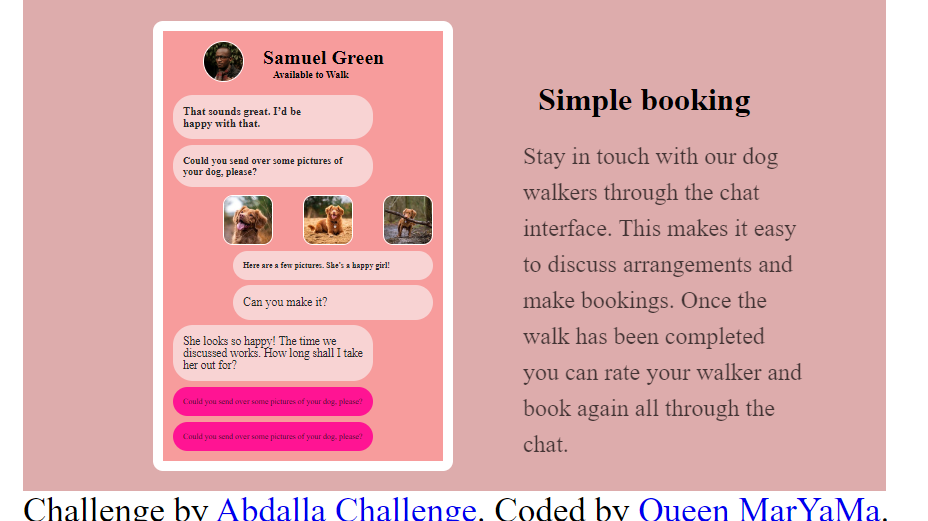 Samuel Green
Available to Walk
That sounds great. I'd be
happy with that.
Could you send over some pictures of
your dog, please?
Here are a few pictures. She's a happy girl!
Can you make it?
She looks so happy! The time we
discussed works. How long shall I take
her out for?
Could you send over some pictures of your dog, please?
Could you send over some pictures of your dog, please?
Simple booking
Stay in touch with our dog
walkers through the chat
interface. This makes it easy
to discuss arrangements and
make bookings. Once the
walk has been completed
you can rate your walker and
book again all through the
chat.
Challenge by Abdalla Challenge. Coded by Queen MarYaMa.